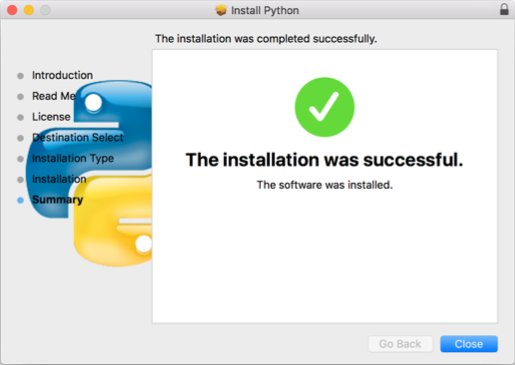 Install Python
The installation was completed successfully.
Introduction
Read Me
License
Destination Select
Installation Type
Installation
Summary
The installation was successful.
The software was installed.
Go Back
Close